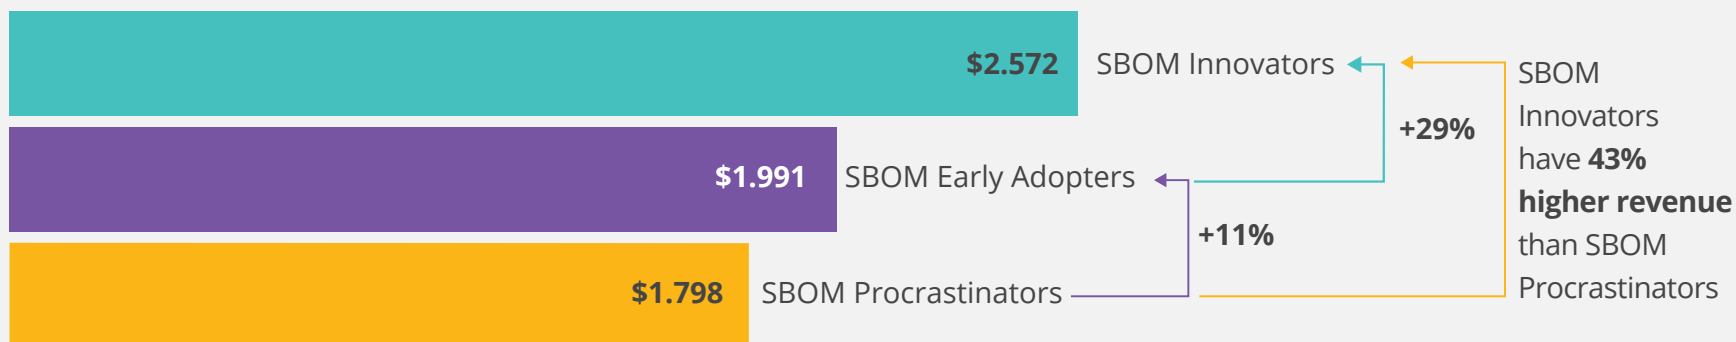 $2.572 SBOM Innovators
+29%
$1.991 SBOM Early Adopters
+11%
$1.798 SBOM Procrastinators
SBOM
Innovators
have 43%
higher revenue
than SBOM
Procrastinators